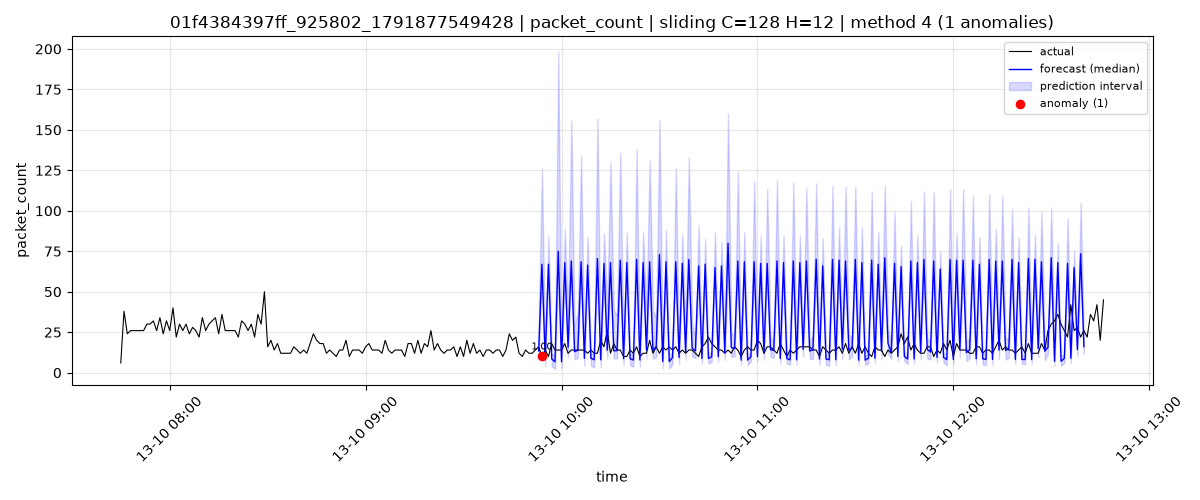 01f4384397ff_925802_1791877549428 | packet_count | sliding C=128 H=12 | method 4 (1 anomalies)
actual
forecast (median)
prediction interval
anomaly (1)
packet_count
200
175
150
125
100
75
50
25
0
13-10 08:00
13-10 09:00
13-10 10:00
13-10 11:00
13-10 12:00
13-10 13:00
time